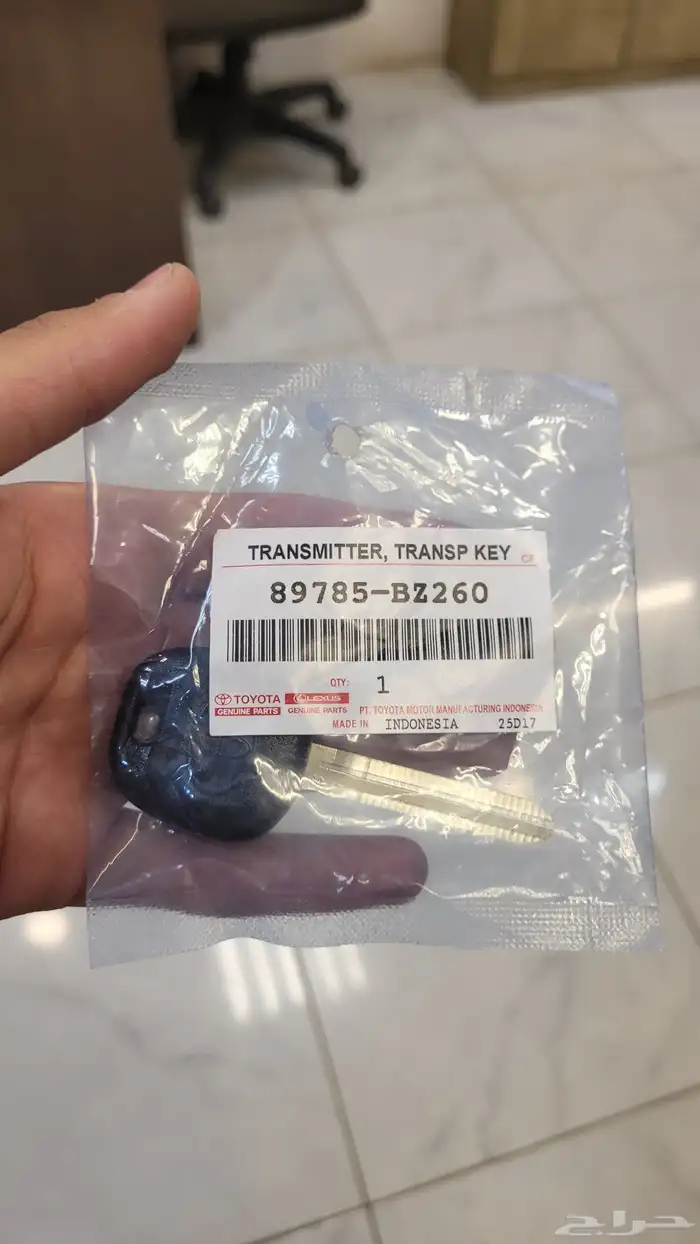 TRANSMITTER, TRANSP KEY
CF
89785-BZ260
QTY: 1
TOYOTA LEXUS
GENUINE PARTS GENUINE PARTS PT. TOYOTA MOTOR MANUFACTURING INDONESIA
MADE IN INDONESIA 25D17
حراج